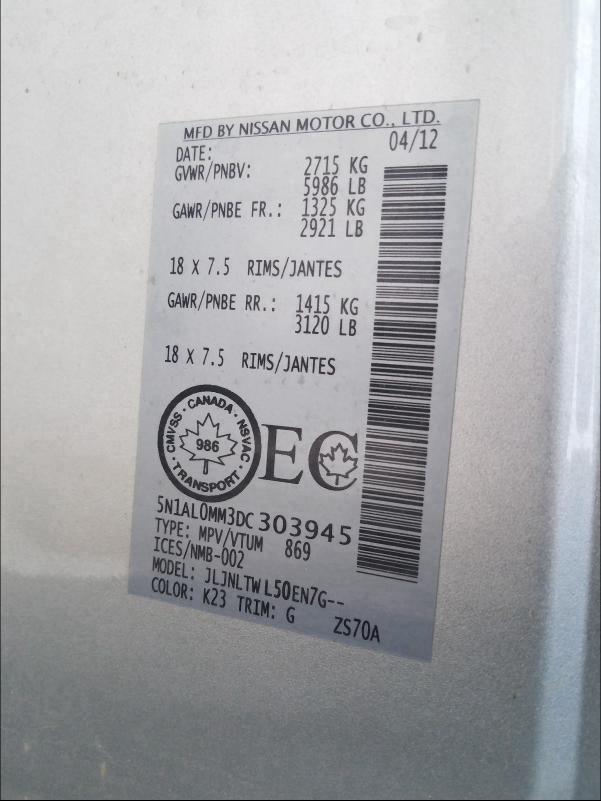 MFD BY NISSAN MOTOR CO., LTD.
DATE: 04/12
GVWR/PNBV: 2715 KG
5986 LB
GAWR/PNBE FR.: 1325 KG
2921 LB
18 X 7.5 RIMS/JANTES
GAWR/PNBE RR.: 1415 KG
3120 LB
18 X 7.5 RIMS/JANTES
CMVSS · CANADA · NSVAC
986
TRANSPORT
EC
5N1AL0MM3DC303945
TYPE: MPV/VTUM 869
ICES/NMB-002
MODEL: JLJNLTW L50EN7G--
COLOR: K23 TRIM: G ZS70A